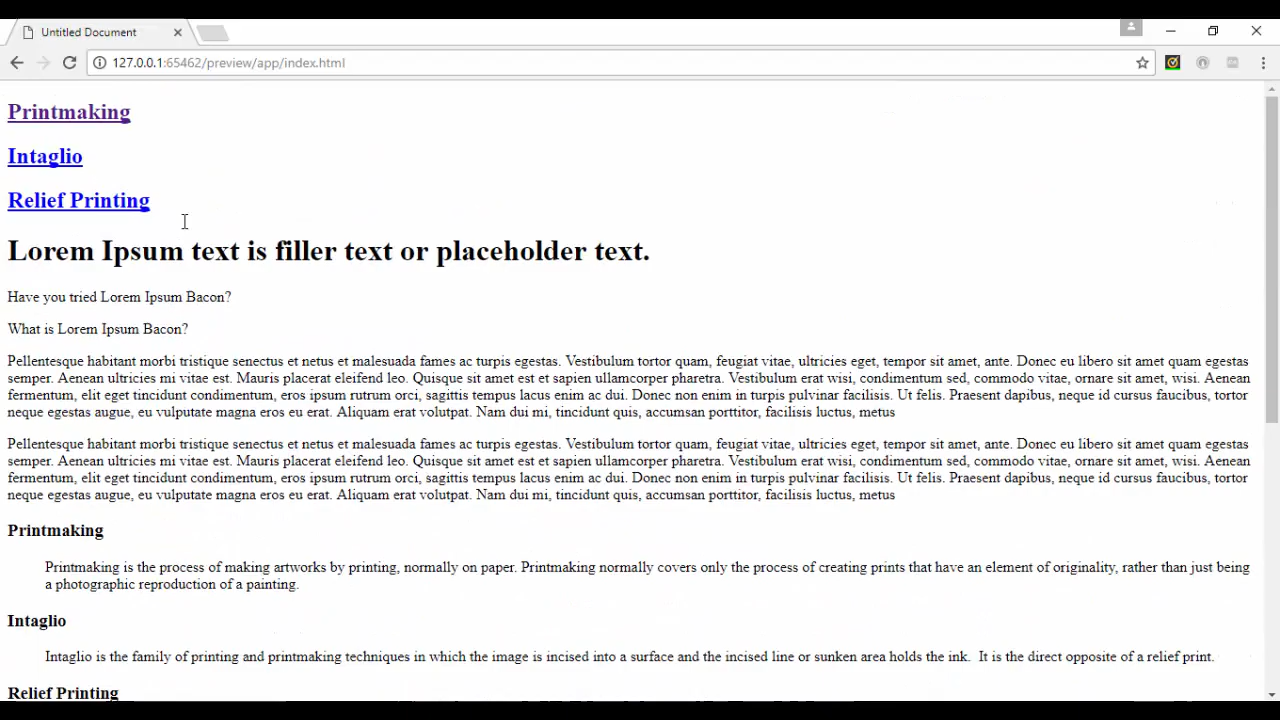 Untitled Document
127.0.0.1:65462/preview/app/index.html
Printmaking
Intaglio
Relief Printing
Lorem Ipsum text is filler text or placeholder text.
Have you tried Lorem Ipsum Bacon?
What is Lorem Ipsum Bacon?
Pellentesque habitant morbi tristique senectus et netus et malesuada fames ac turpis egestas. Vestibulum tortor quam, feugiat vitae, ultricies eget, tempor sit amet, ante. Donec eu libero sit amet quam egestas
semper. Aenean ultricies mi vitae est. Mauris placerat eleifend leo. Quisque sit amet est et sapien ullamcorper pharetra. Vestibulum erat wisi, condimentum sed, commodo vitae, ornare sit amet, wisi. Aenean
fermentum, elit eget tincidunt condimentum, eros ipsum rutrum orci, sagittis tempus lacus enim ac dui. Donec non enim in turpis pulvinar facilisis. Ut felis. Praesent dapibus, neque id cursus faucibus, tortor
neque egestas augue, eu vulputate magna eros eu erat. Aliquam erat volutpat. Nam dui mi, tincidunt quis, accumsan porttitor, facilisis luctus, metus
Pellentesque habitant morbi tristique senectus et netus et malesuada fames ac turpis egestas. Vestibulum tortor quam, feugiat vitae, ultricies eget, tempor sit amet, ante. Donec eu libero sit amet quam egestas
semper. Aenean ultricies mi vitae est. Mauris placerat eleifend leo. Quisque sit amet est et sapien ullamcorper pharetra. Vestibulum erat wisi, condimentum sed, commodo vitae, ornare sit amet, wisi. Aenean
fermentum, elit eget tincidunt condimentum, eros ipsum rutrum orci, sagittis tempus lacus enim ac dui. Donec non enim in turpis pulvinar facilisis. Ut felis. Praesent dapibus, neque id cursus faucibus, tortor
neque egestas augue, eu vulputate magna eros eu erat. Aliquam erat volutpat. Nam dui mi, tincidunt quis, accumsan porttitor, facilisis luctus, metus
Printmaking
Printmaking is the process of making artworks by printing, normally on paper. Printmaking normally covers only the process of creating prints that have an element of originality, rather than just being
a photographic reproduction of a painting.
Intaglio
Intaglio is the family of printing and printmaking techniques in which the image is incised into a surface and the incised line or sunken area holds the ink. It is the direct opposite of a relief print.
Relief Printing